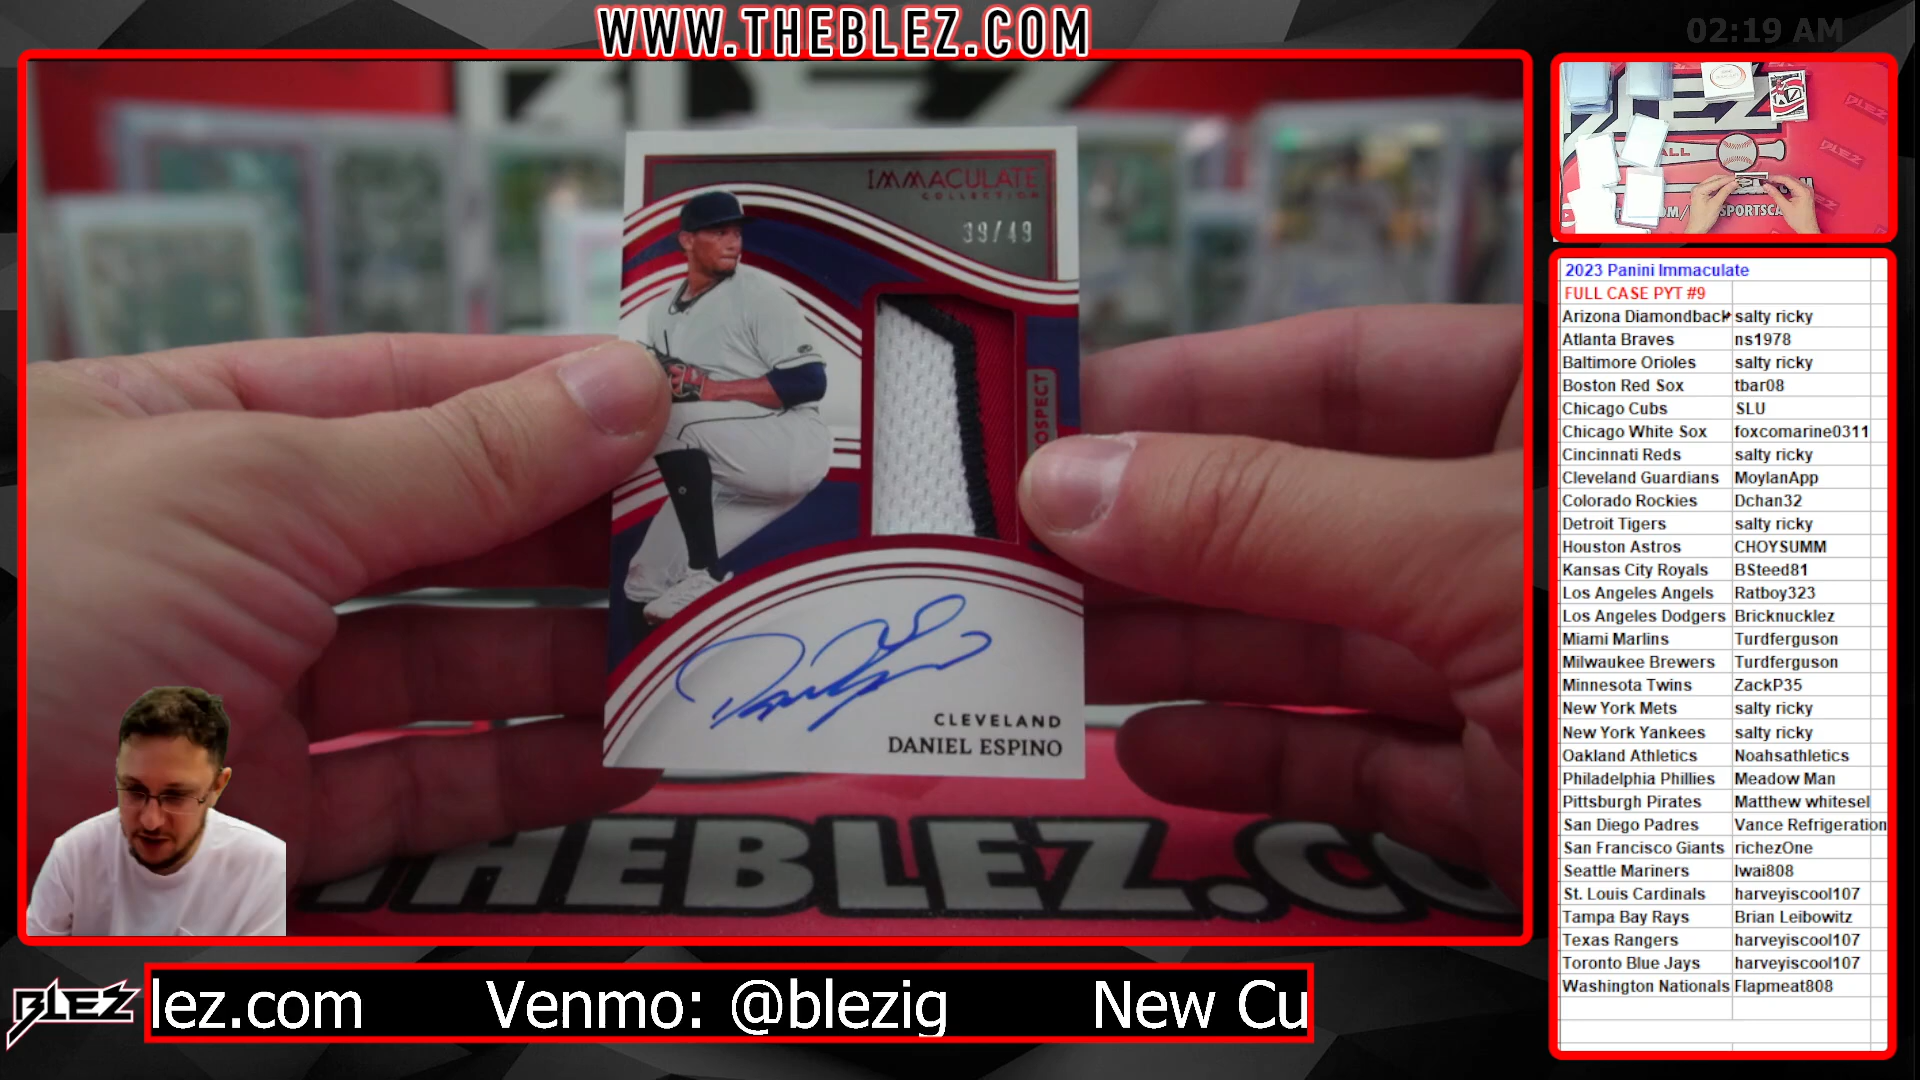 WWW.THEBLEZ.COM
02:19 AM
IMMACULATE
COLLECTION
39/49
OSPECT
CLEVELAND
DANIEL ESPINO
THEBLEZ.CO
BLEZ
lez.com Venmo: @blezig New Cu
2023 Panini Immaculate
FULL CASE PYT #9
Arizona Diamondback salty ricky
Atlanta Braves ns1978
Baltimore Orioles salty ricky
Boston Red Sox tbar08
Chicago Cubs SLU
Chicago White Sox foxcomarine0311
Cincinnati Reds salty ricky
Cleveland Guardians MoylanApp
Colorado Rockies Dchan32
Detroit Tigers salty ricky
Houston Astros CHOYSUMM
Kansas City Royals BSteed81
Los Angeles Angels Ratboy323
Los Angeles Dodgers Bricknucklez
Miami Marlins Turdferguson
Milwaukee Brewers Turdferguson
Minnesota Twins ZackP35
New York Mets salty ricky
New York Yankees salty ricky
Oakland Athletics Noahsathletics
Philadelphia Phillies Meadow Man
Pittsburgh Pirates Matthew whitesel
San Diego Padres Vance Refrigeration
San Francisco Giants richezOne
Seattle Mariners lwai808
St. Louis Cardinals harveyiscool107
Tampa Bay Rays Brian Leibowitz
Texas Rangers harveyiscool107
Toronto Blue Jays harveyiscool107
Washington Nationals Flapmeat808